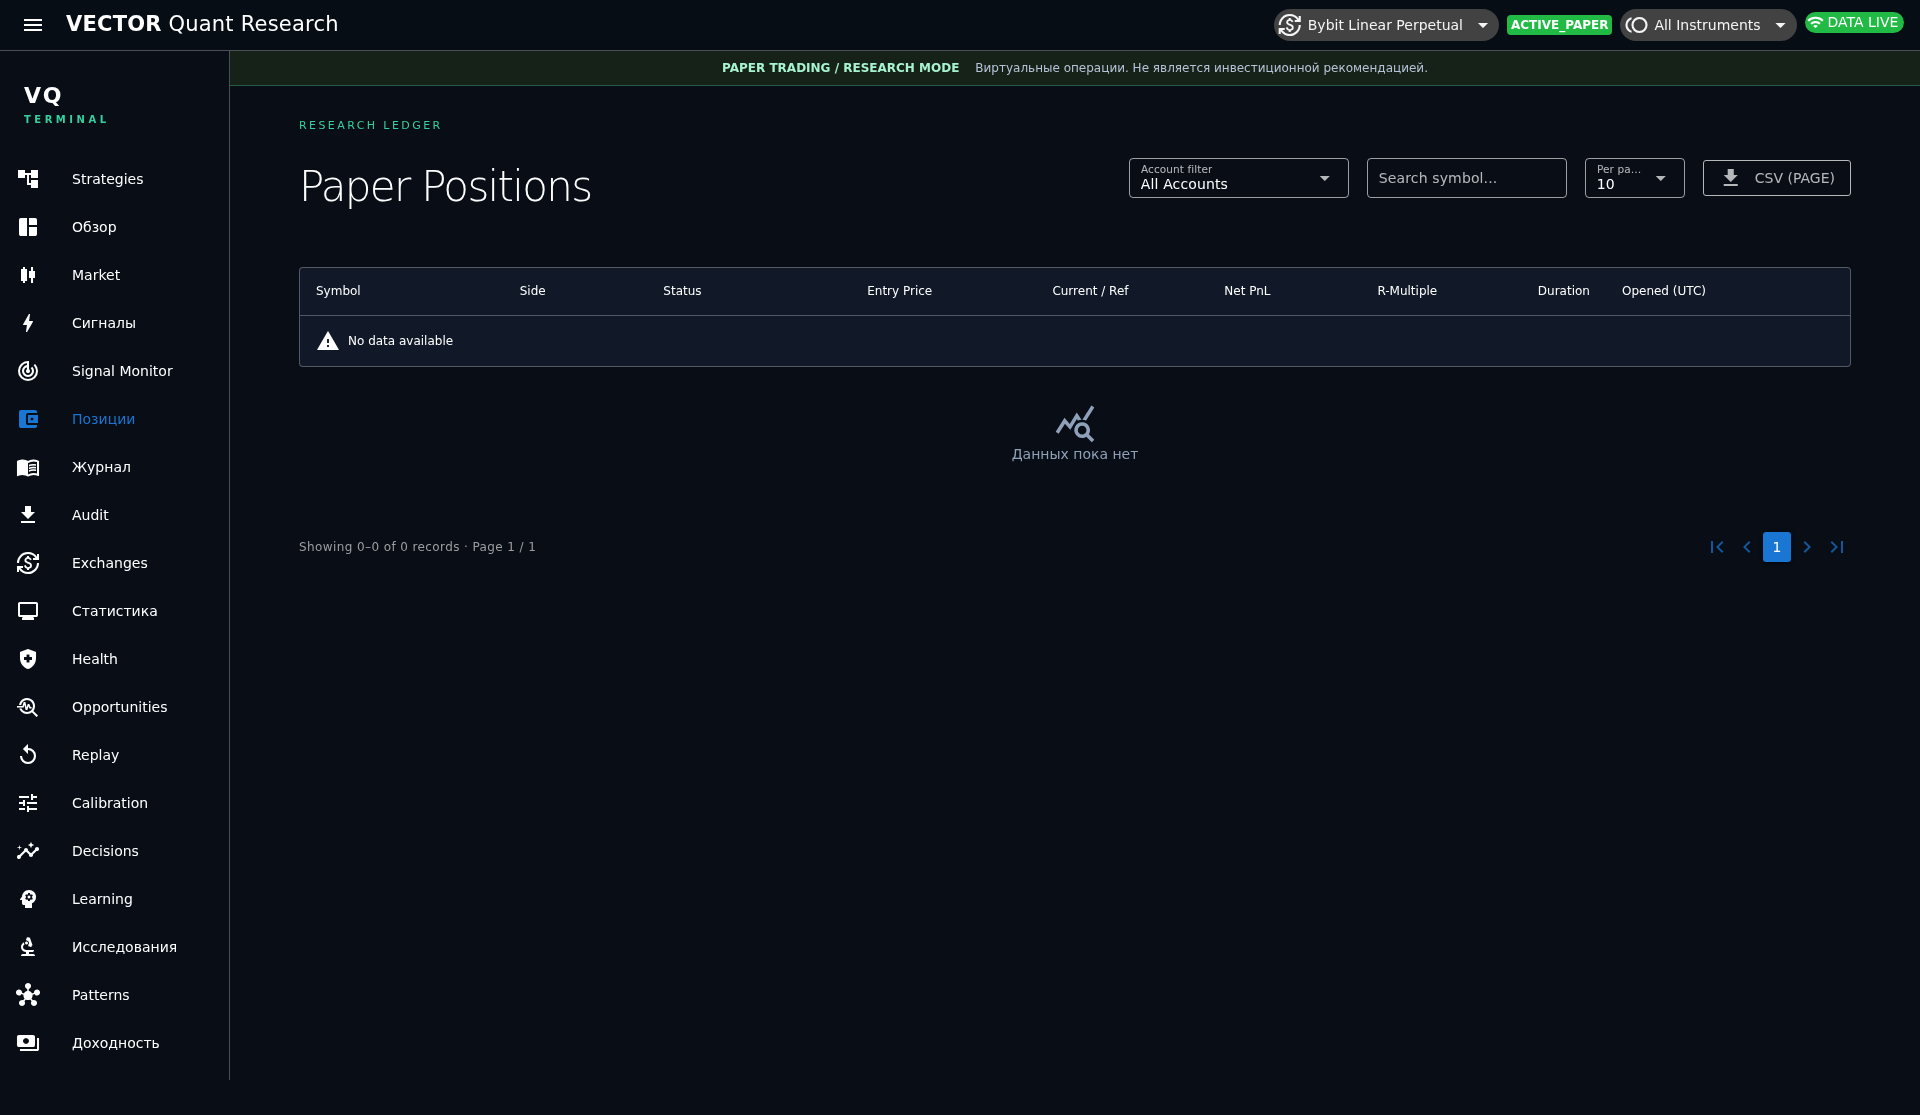 VECTOR Quant Research
Bybit Linear Perpetual
ACTIVE_PAPER
All Instruments
DATA LIVE
VQ
TERMINAL
Strategies
Обзор
Market
Сигналы
Signal Monitor
Позиции
Журнал
Audit
Exchanges
Статистика
Health
Opportunities
Replay
Calibration
Decisions
Learning
Исследования
Patterns
Доходность
PAPER TRADING / RESEARCH MODE Виртуальные операции. Не является инвестиционной рекомендацией.
RESEARCH LEDGER
Paper Positions
Account filter
All Accounts
Search symbol...
Per pa...
10
CSV (PAGE)
Symbol Side Status Entry Price Current / Ref Net PnL R-Multiple Duration Opened (UTC)
No data available
Данных пока нет
Showing 0–0 of 0 records · Page 1 / 1
1